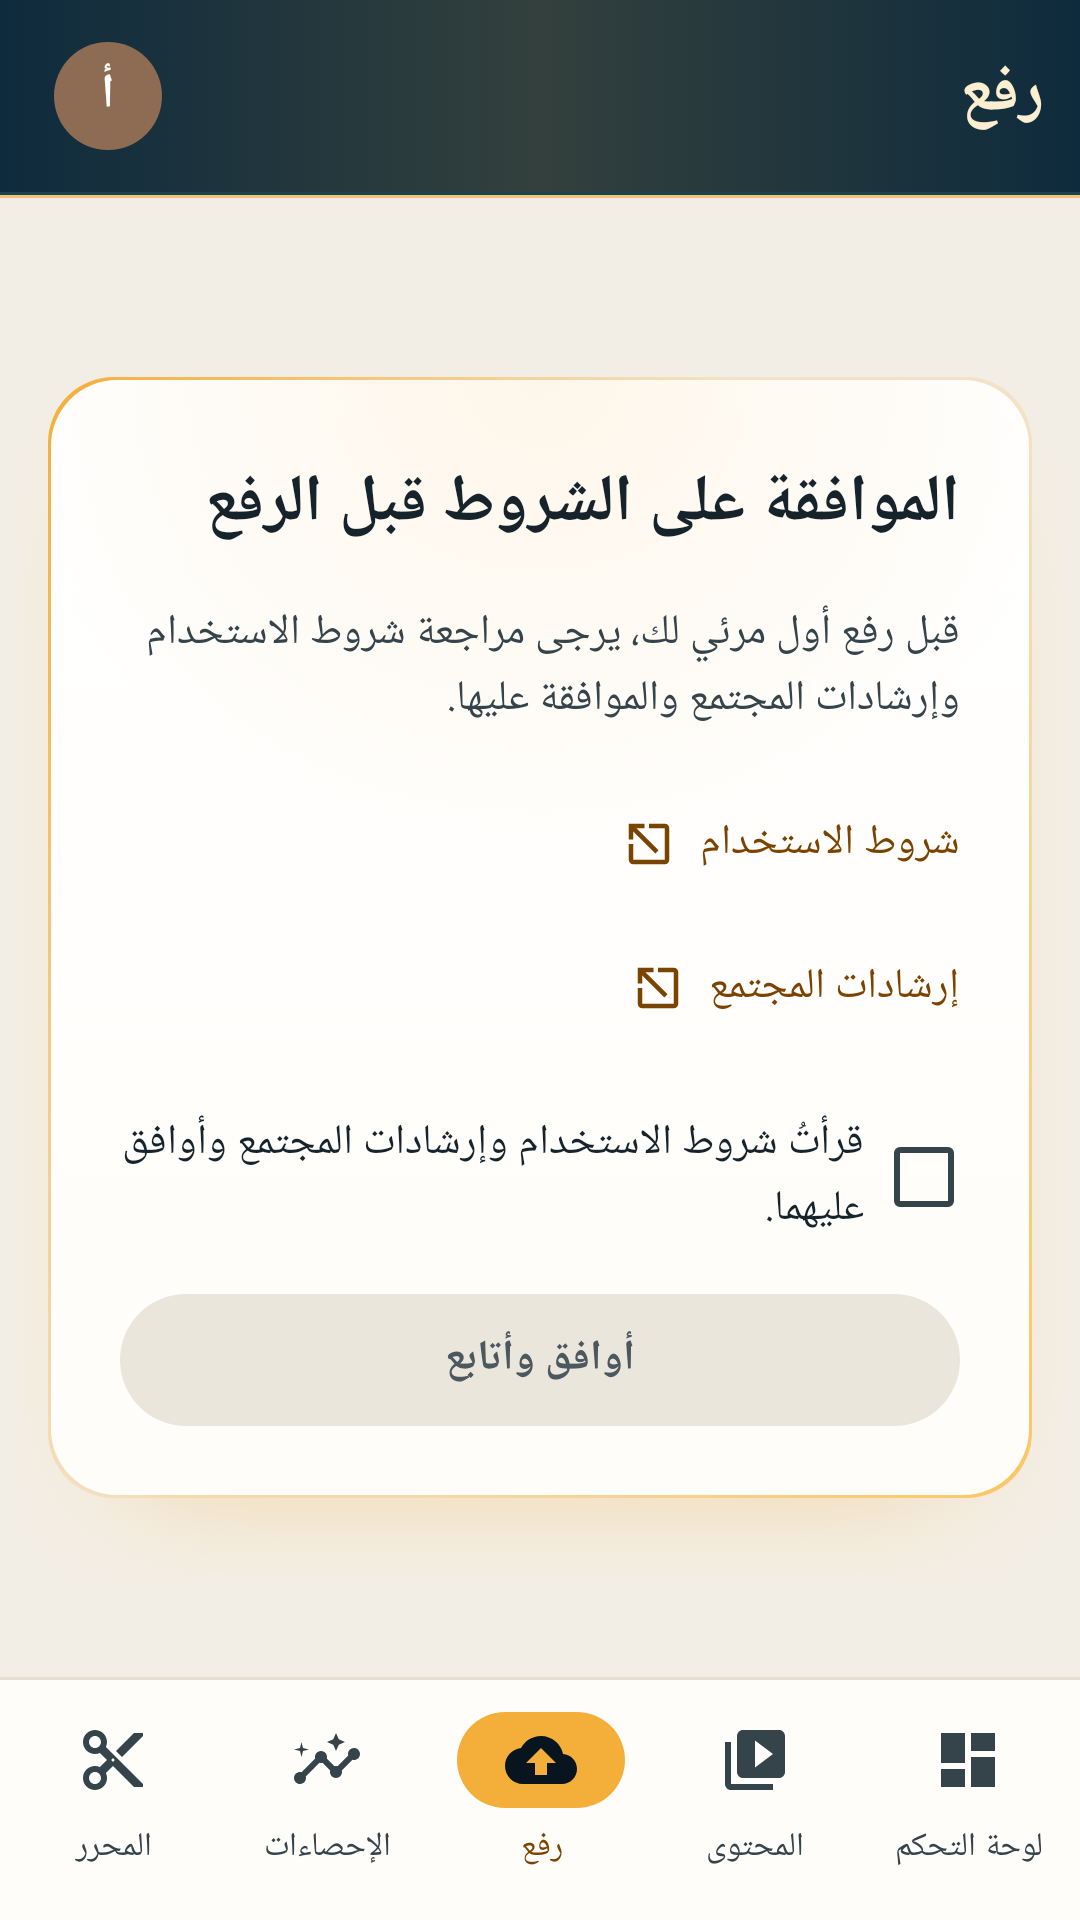 رفع
أ
الموافقة على الشروط قبل الرفع
قبل رفع أول مرئي لك، يرجى مراجعة شروط الاستخدام
وإرشادات المجتمع والموافقة عليها.
شروط الاستخدام
إرشادات المجتمع
قرأتُ شروط الاستخدام وإرشادات المجتمع وأوافق
عليهما.
أوافق وأتابع
لوحة التحكم
المحتوى
رفع
الإحصاءات
المحرر